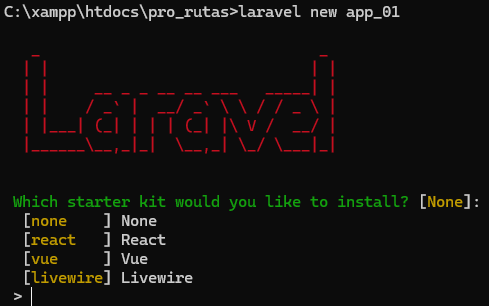 C:\xampp\htdocs\pro_rutas>laravel new app_01
Laravel
Which starter kit would you like to install? [None]:
[none    ] None
[react   ] React
[vue     ] Vue
[livewire] Livewire
>